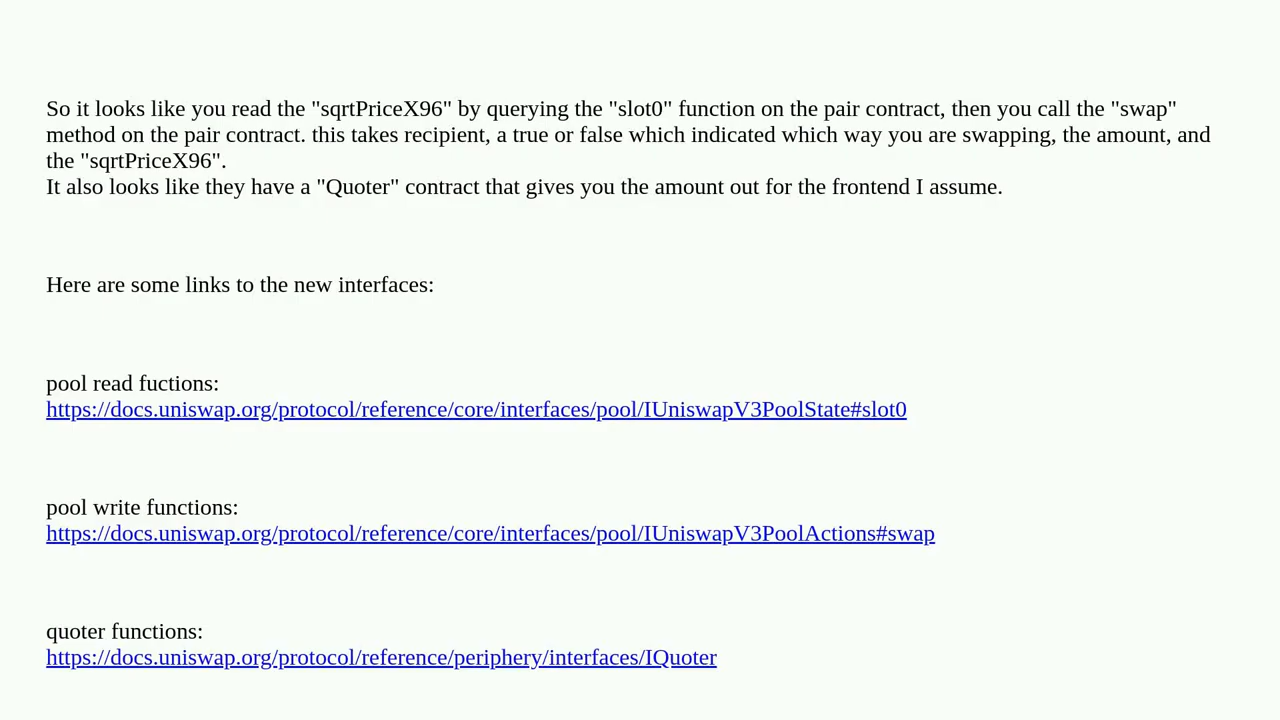 So it looks like you read the "sqrtPriceX96" by querying the "slot0" function on the pair contract, then you call the "swap"
method on the pair contract. this takes recipient, a true or false which indicated which way you are swapping, the amount, and
the "sqrtPriceX96".
It also looks like they have a "Quoter" contract that gives you the amount out for the frontend I assume.
Here are some links to the new interfaces:
pool read fuctions:
https://docs.uniswap.org/protocol/reference/core/interfaces/pool/IUniswapV3PoolState#slot0
pool write functions:
https://docs.uniswap.org/protocol/reference/core/interfaces/pool/IUniswapV3PoolActions#swap
quoter functions:
https://docs.uniswap.org/protocol/reference/periphery/interfaces/IQuoter